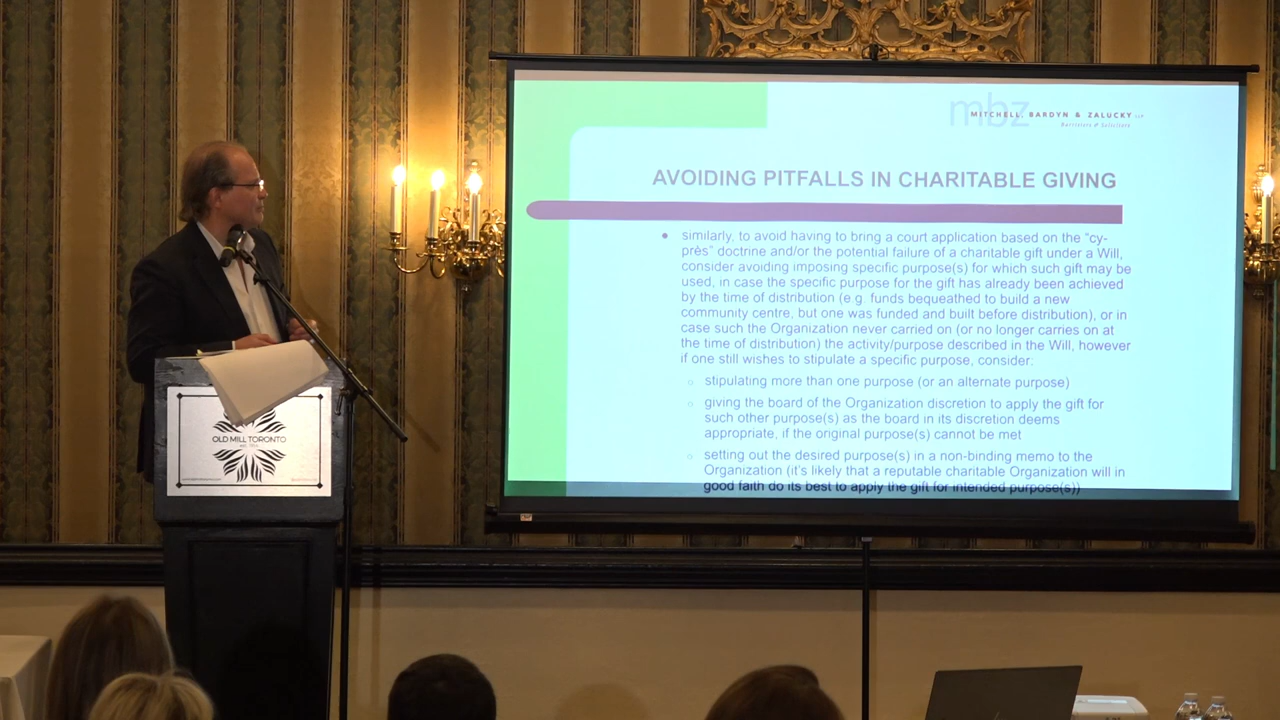 mbz
MITCHELL, BARDYN & ZALUCKY LLP
Barristers & Solicitors
AVOIDING PITFALLS IN CHARITABLE GIVING
• similarly, to avoid having to bring a court application based on the “cy-
près” doctrine and/or the potential failure of a charitable gift under a Will,
consider avoiding imposing specific purpose(s) for which such gift may be
used, in case the specific purpose for the gift has already been achieved
by the time of distribution (e g. funds bequeathed to build a new
community centre, but one was funded and built before distribution), or in
case such the Organization never carried on (or no longer carries on at
the time of distribution) the activity/purpose described in the Will, however
if one still wishes to stipulate a specific purpose, consider:
○ stipulating more than one purpose (or an alternate purpose)
○ giving the board of the Organization discretion to apply the gift for
such other purpose(s) as the board in its discretion deems
appropriate, if the original purpose(s) cannot be met
○ setting out the desired purpose(s) in a non-binding memo to the
Organization (it’s likely that a reputable charitable Organization will in
good faith do its best to apply the gift for intended purpose(s))
OLD MILL TORONTO